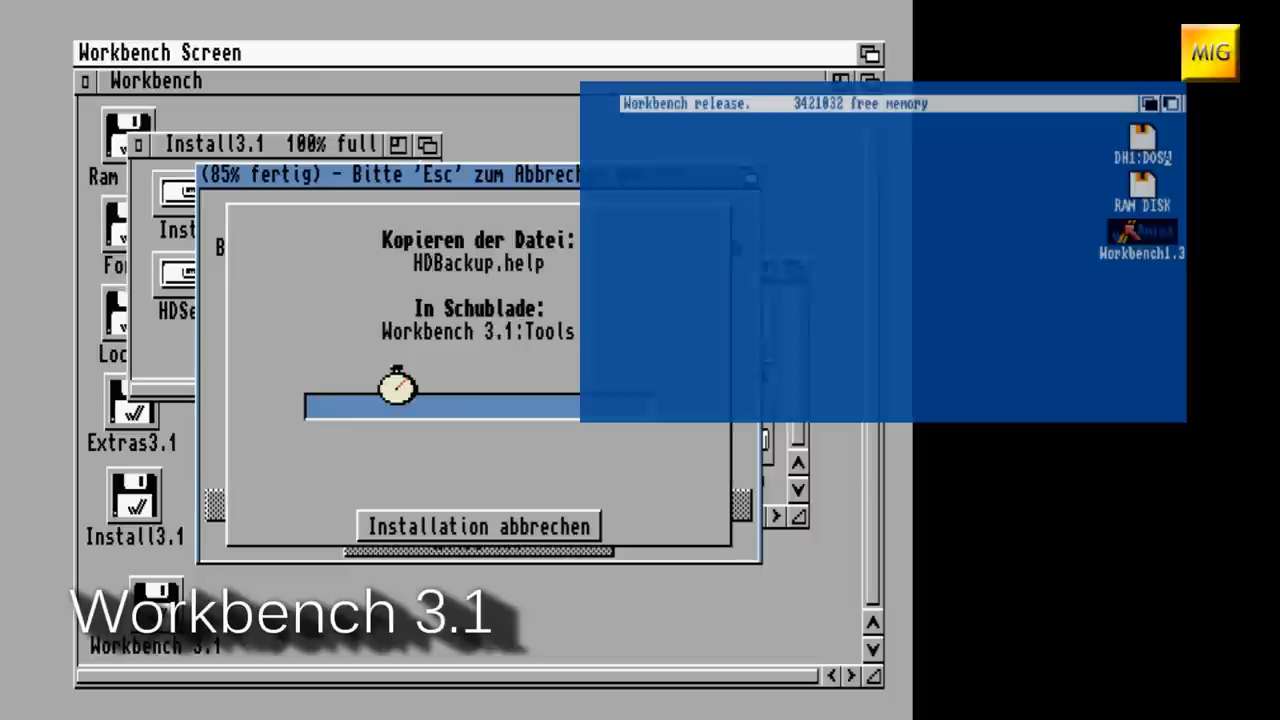 MIG
Workbench Screen
Workbench
Workbench release. 3421032 free memory
Install3.1 100% full
(85% fertig) - Bitte 'Esc' zum Abbrech
DH1:DOS
RAM DISK
Workbench1.3
Ram
Inst
B
Kopieren der Datei:
HDBackup.help
In Schublade:
Workbench 3.1:Tools
HDSe
Loc
Extras3.1
Install3.1
Installation abbrechen
Workbench 3.1
Workbench 3.1